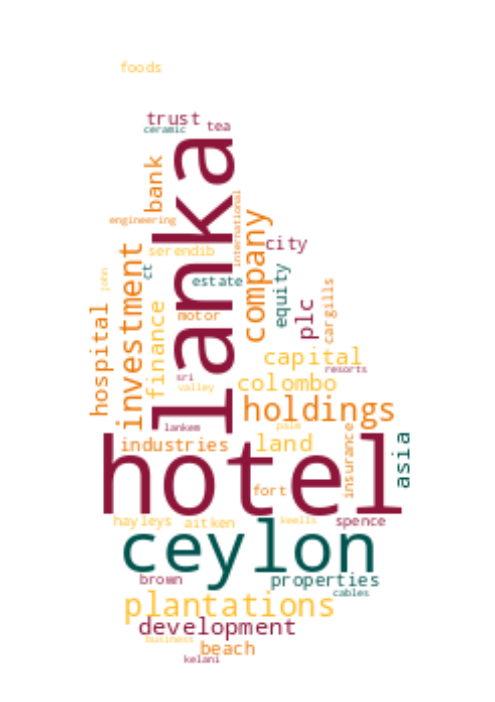 foods
trust
ceramic
tea
bank
lanka
international
engineering
company
city
serendib
investment
ct
john
estate
equity
cargills
finance
motor
plc
hospital
capital
resorts
sri
valley
colombo
holdings
lankem
palm
industries
land
insurance
asia
hotel
fort
hayleys
aitken
keells
spence
ceylon
brown
properties
cables
plantations
development
business
beach
kelani